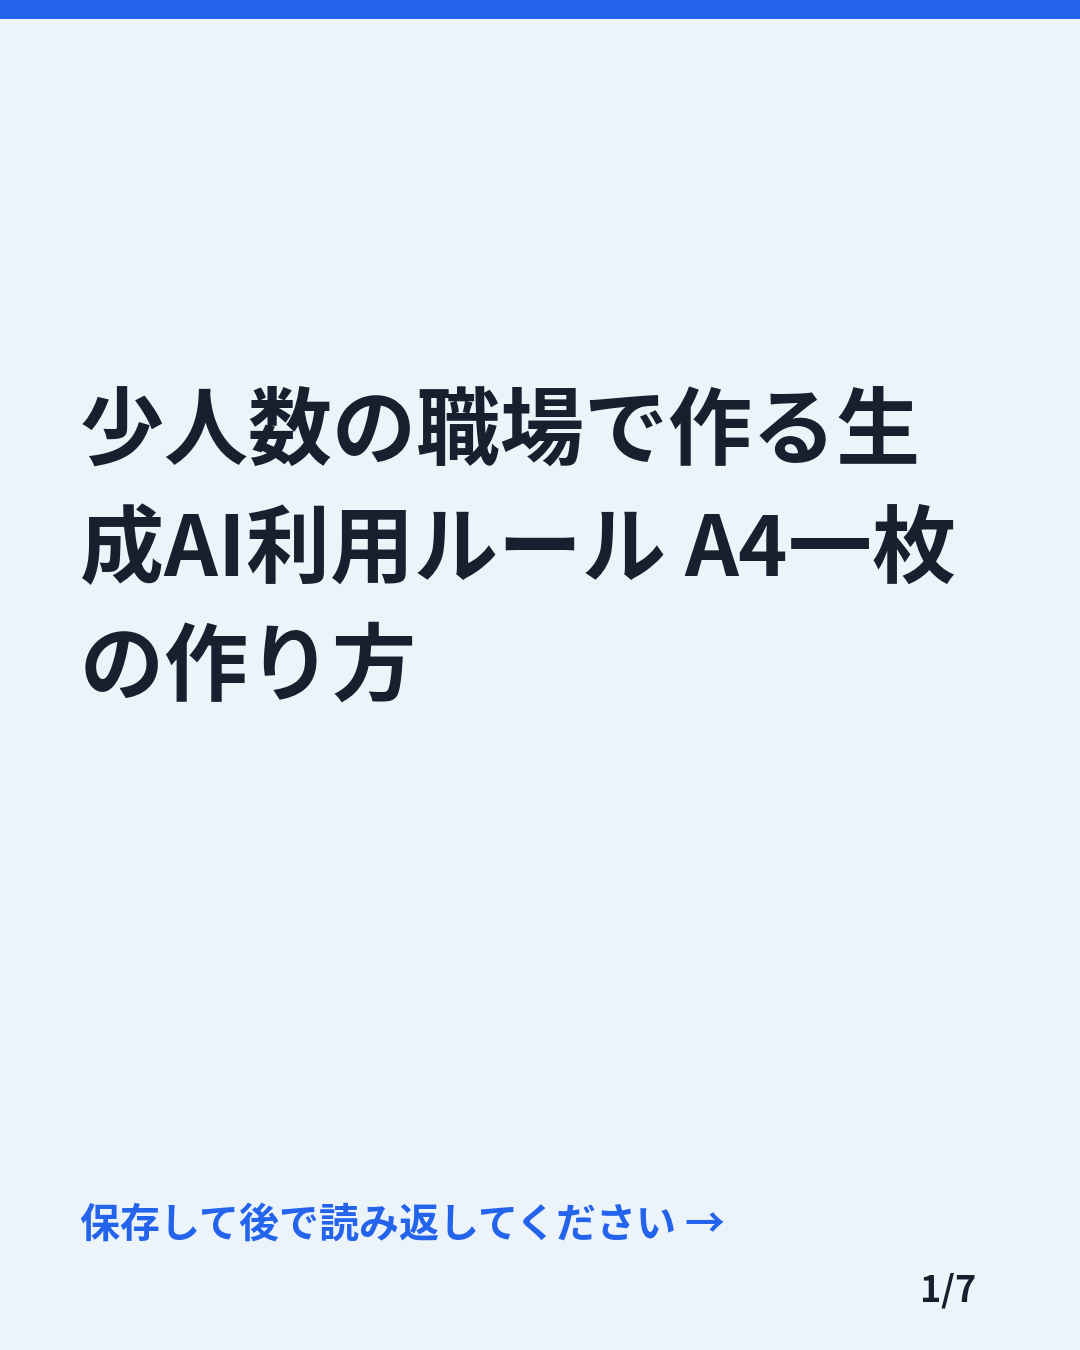 少人数の職場で作る生
成AI利用ルール A4一枚
の作り方
保存して後で読み返してください →
1/7